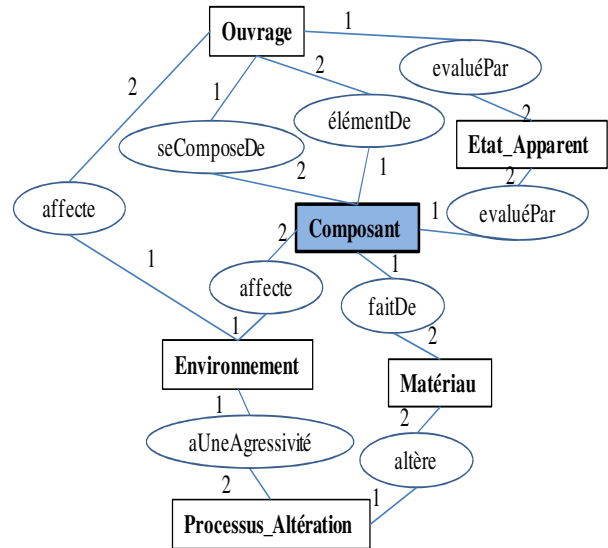 1
Ouvrage
evaluéPar
2
1
2
élémentDe
2
Etat_Apparent
seComposeDe
2
1
2
affecte
1
evaluéPar
Composant
2
1
1
affecte
faitDe
1
2
Environnement
Matériau
1
2
aUneAgressivité
altère
2
1
Processus_Altération